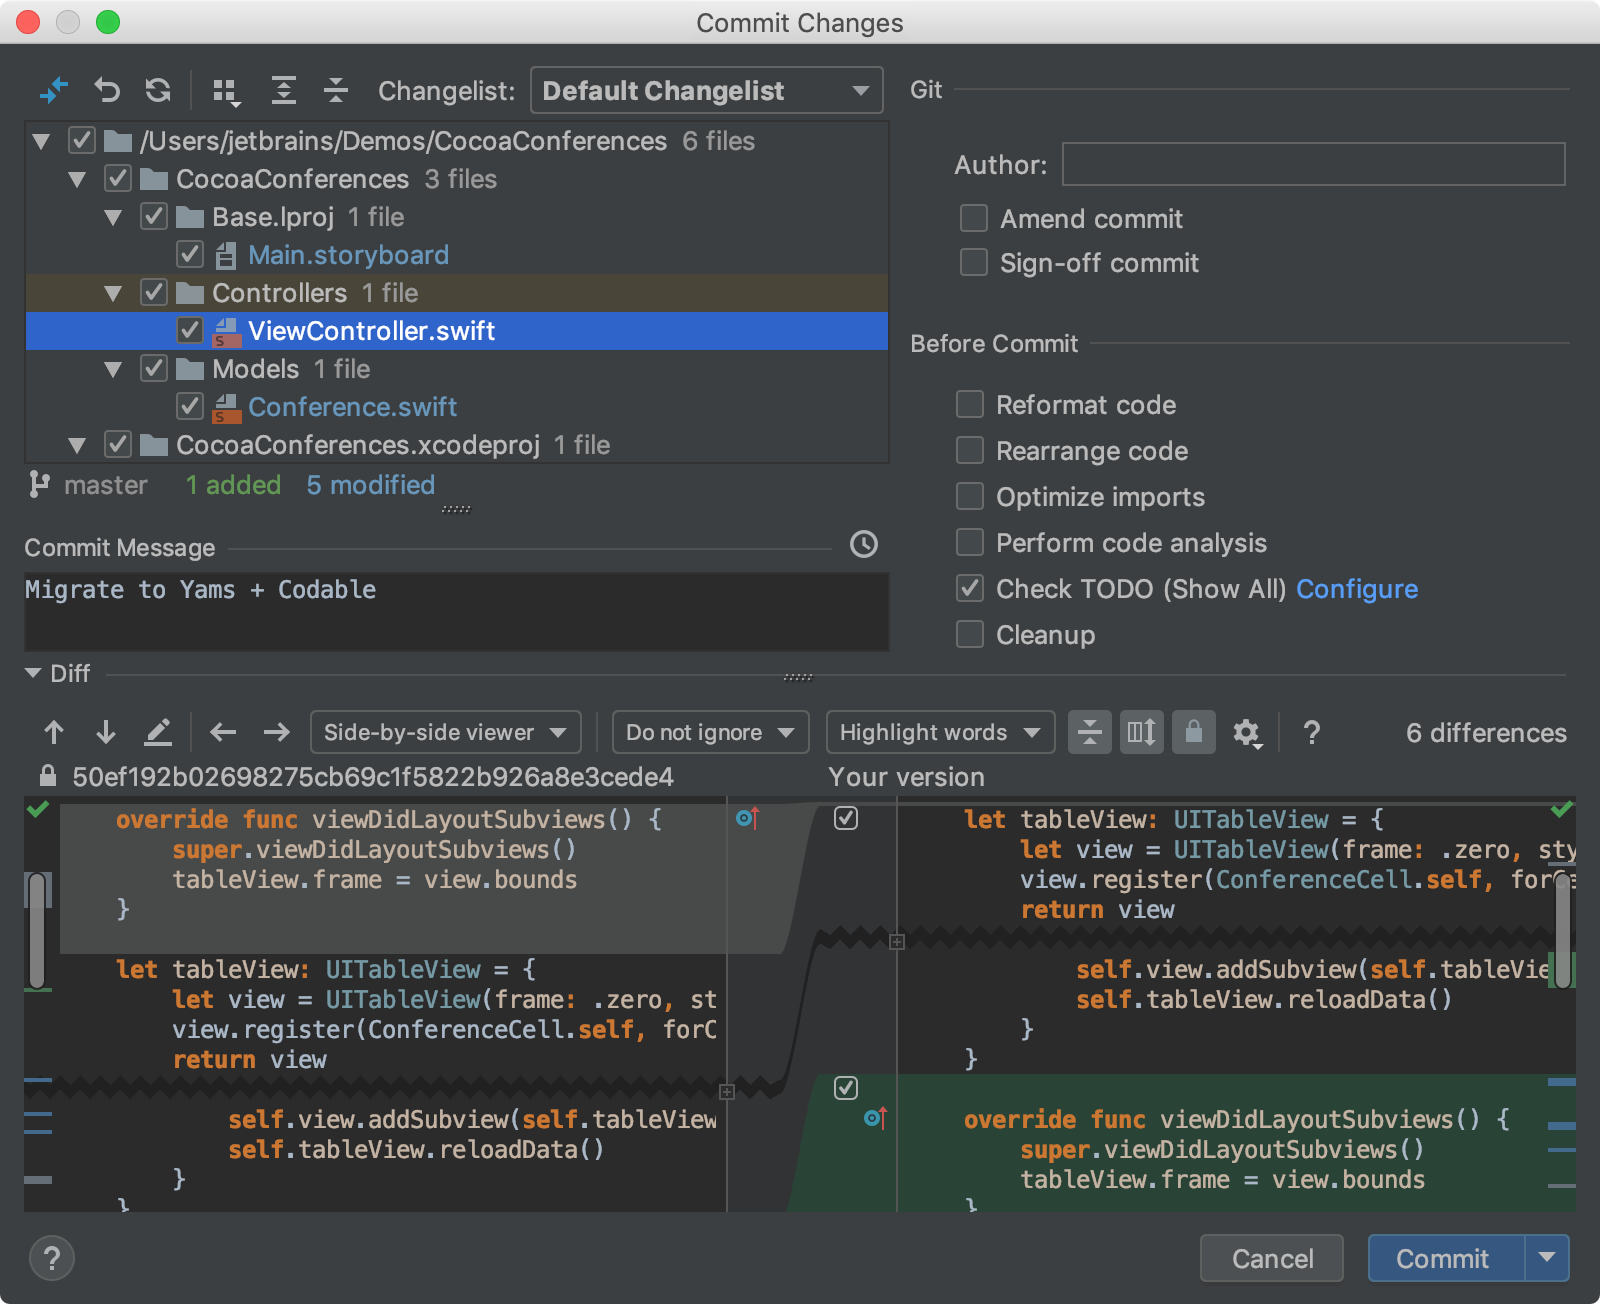 Commit Changes
Changelist: Default Changelist
/Users/jetbrains/Demos/CocoaConferences 6 files
CocoaConferences 3 files
Base.lproj 1 file
Main.storyboard
Controllers 1 file
ViewController.swift
Models 1 file
Conference.swift
CocoaConferences.xcodeproj 1 file
master 1 added 5 modified
Commit Message
Migrate to Yams + Codable
Git
Author:
Amend commit
Sign-off commit
Before Commit
Reformat code
Rearrange code
Optimize imports
Perform code analysis
Check TODO (Show All) Configure
Cleanup
Diff
Side-by-side viewer Do not ignore Highlight words ? 6 differences
50ef192b02698275cb69c1f5822b926a8e3cede4
override func viewDidLayoutSubviews() {
super.viewDidLayoutSubviews()
tableView.frame = view.bounds
}
let tableView: UITableView = {
let view = UITableView(frame: .zero, st
view.register(ConferenceCell.self, forC
return view
self.view.addSubview(self.tableView
self.tableView.reloadData()
}
}
Your version
let tableView: UITableView = {
let view = UITableView(frame: .zero, sty
view.register(ConferenceCell.self, forCe
return view
self.view.addSubview(self.tableVie
self.tableView.reloadData()
}
}
override func viewDidLayoutSubviews() {
super.viewDidLayoutSubviews()
tableView.frame = view.bounds
}
? Cancel Commit